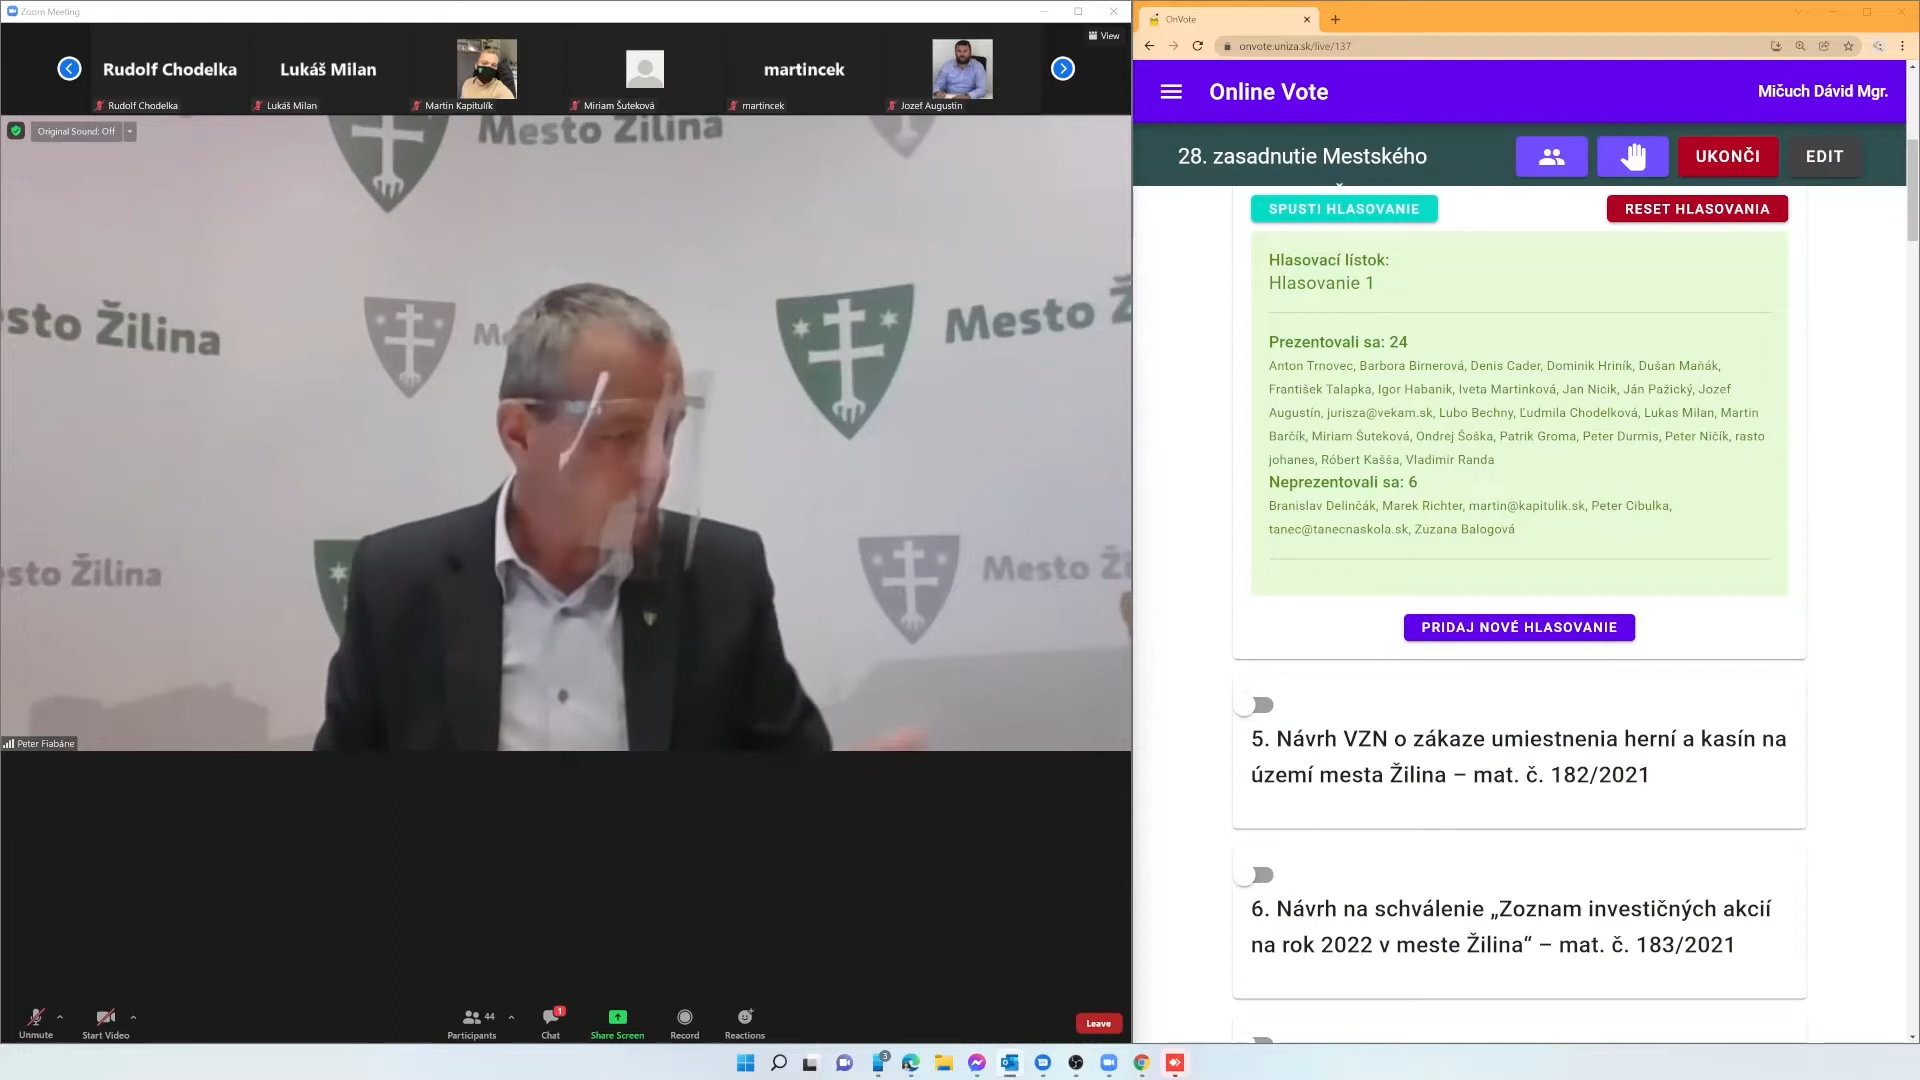 Zoom Meeting
View
Rudolf Chodelka
Lukáš Milan
martincek
Rudolf Chodelka
Lukáš Milan
Martin Kapitulík
Miriam Šuteková
martincek
Jozef Augustin
Original Sound: Off
Mesto Žilina
sto Žilina
Mesto Ž
esto Žilina
Mesto Ži
Peter Fiabáne
Unmute
Start Video
44
Participants
1
Chat
Share Screen
Record
Reactions
Leave
OnVote
onvote.uniza.sk/live/137
Online Vote
Mičuch Dávid Mgr.
28. zasadnutie Mestského
UKONČI
EDIT
SPUSTI HLASOVANIE
RESET HLASOVANIA
Hlasovací lístok:
Hlasovanie 1
Prezentovali sa: 24
Anton Trnovec, Barbora Birnerová, Denis Cader, Dominik Hriník, Dušan Maňák,
František Talapka, Igor Habanik, Iveta Martinková, Jan Nicik, Ján Pažický, Jozef
Augustín, jurisza@vekam.sk, Lubo Bechny, Ľudmila Chodelková, Lukas Milan, Martin
Barčík, Miriam Šuteková, Ondrej Šoška, Patrik Groma, Peter Durmis, Peter Ničík, rasto
johanes, Róbert Kašša, Vladimir Randa
Neprezentovali sa: 6
Branislav Delinčák, Marek Richter, martin@kapitulik.sk, Peter Cibulka,
tanec@tanecnaskola.sk, Zuzana Balogová
PRIDAJ NOVÉ HLASOVANIE
5. Návrh VZN o zákaze umiestnenia herní a kasín na
území mesta Žilina – mat. č. 182/2021
6. Návrh na schválenie „Zoznam investičných akcií
na rok 2022 v meste Žilina“ – mat. č. 183/2021
3